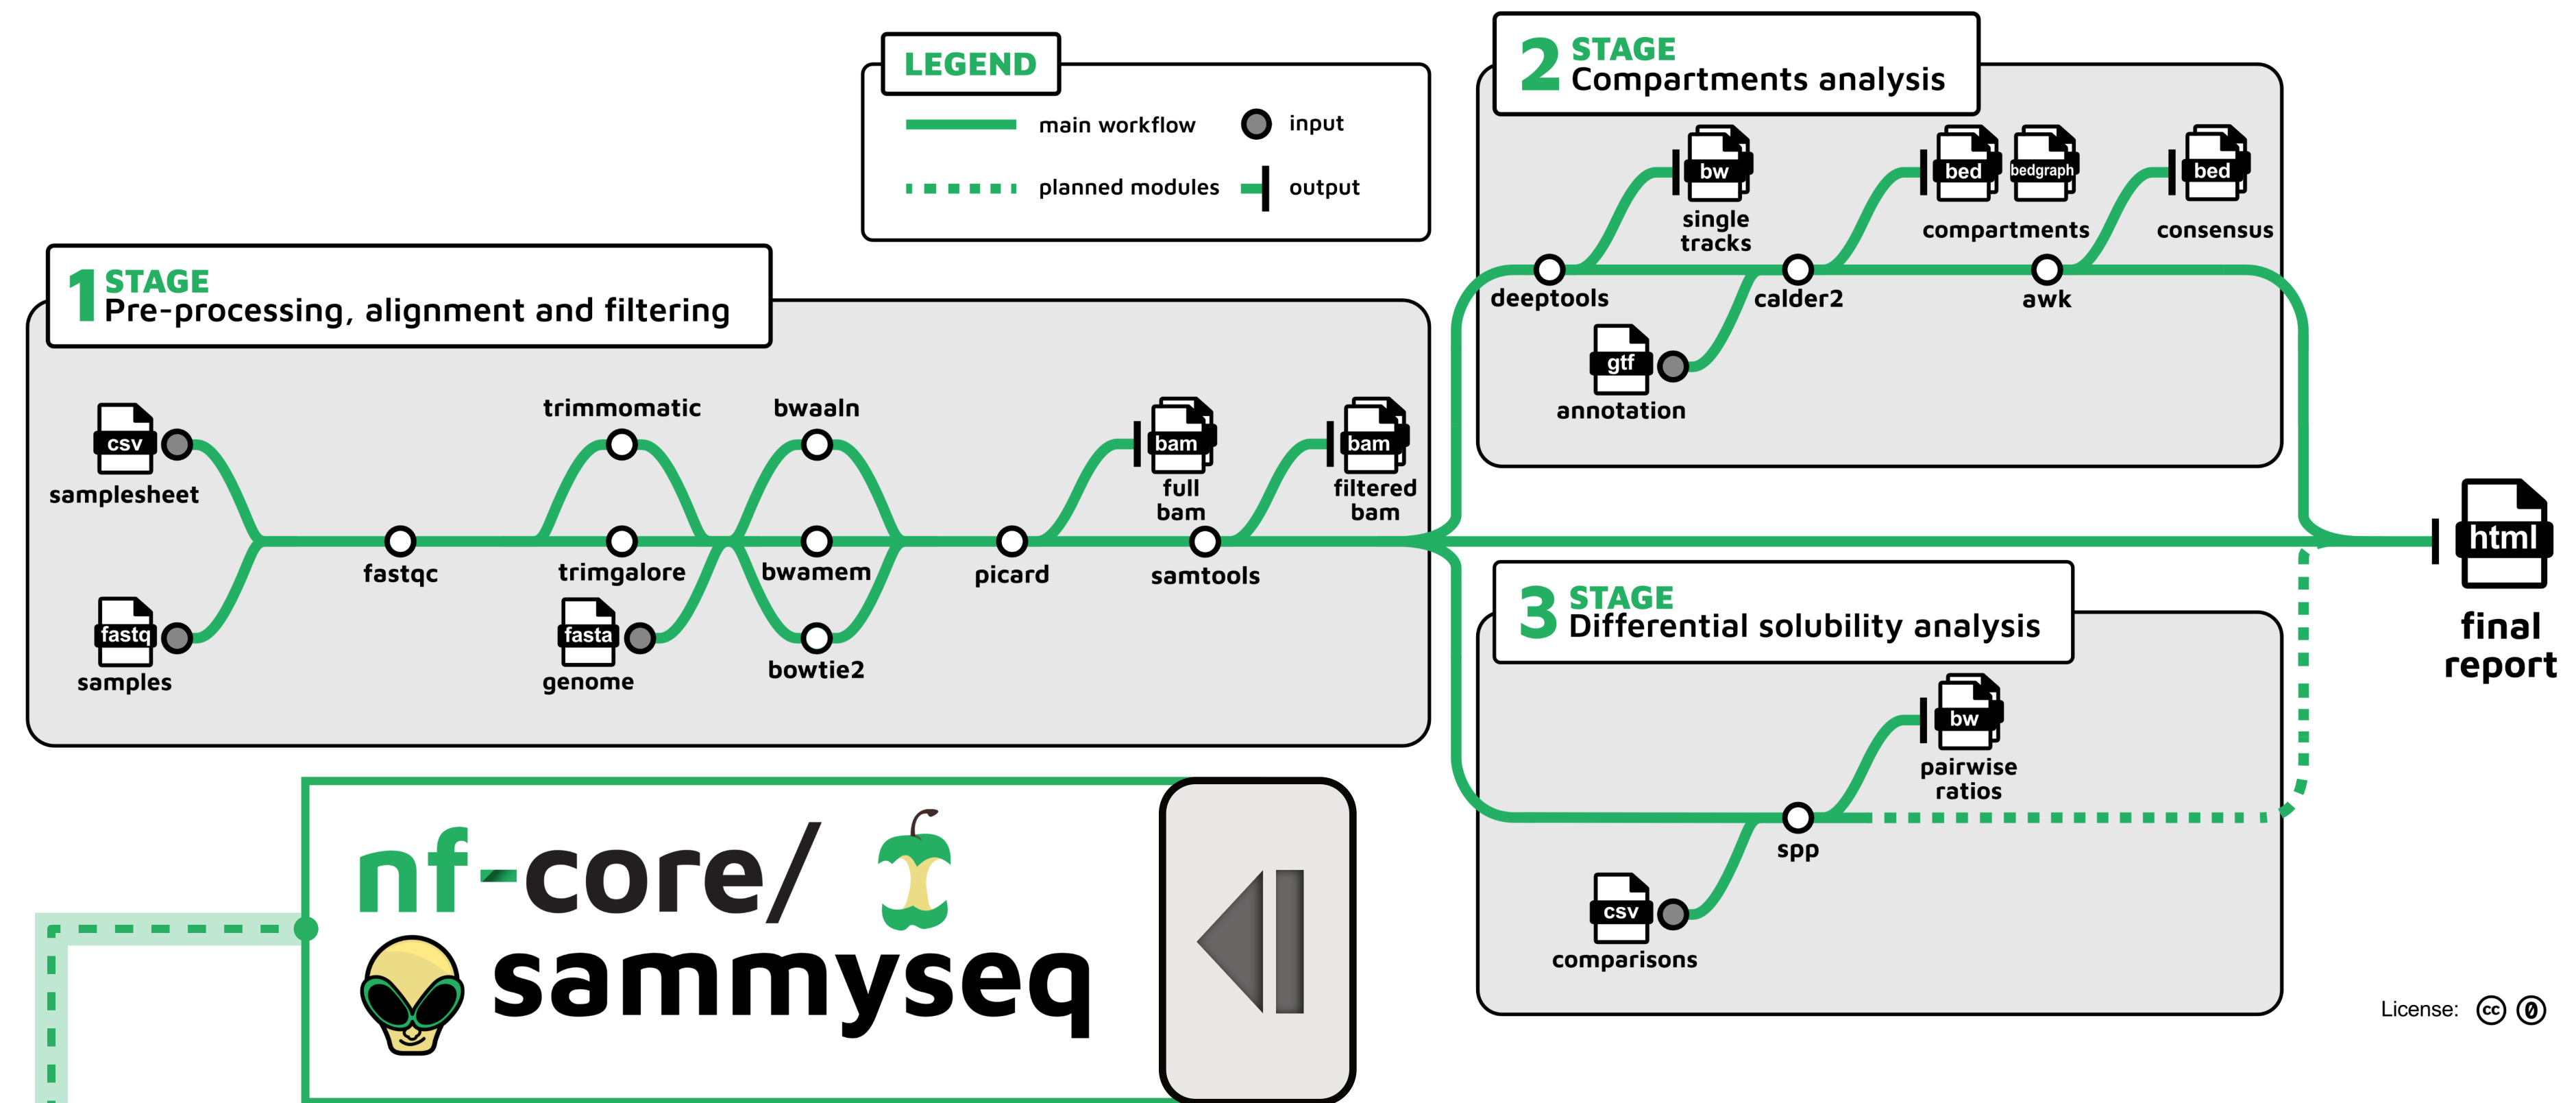 LEGEND
main workflow
input
planned modules
output
1 STAGE
Pre-processing, alignment and filtering
csv
samplesheet
fastq
samples
fastqc
trimmomatic
trimgalore
fasta
genome
bwaaln
bwamem
bowtie2
picard
bam
full
bam
samtools
bam
filtered
bam
2 STAGE
Compartments analysis
deeptools
bw
single
tracks
gtf
annotation
calder2
bed
bedgraph
compartments
awk
bed
consensus
3 STAGE
Differential solubility analysis
csv
comparisons
spp
bw
pairwise
ratios
html
final
report
nf-core/
sammyseq
License: cc 0